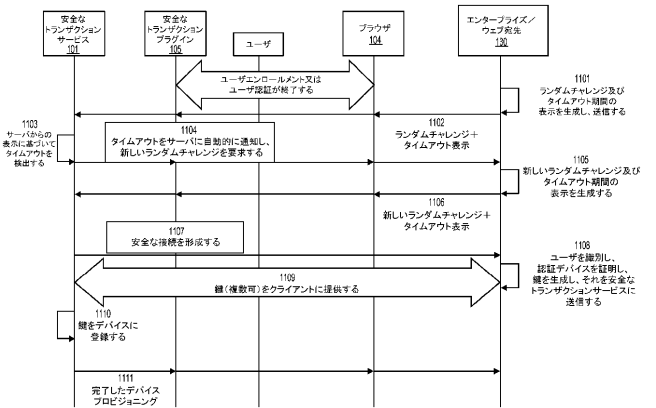 安全な
トランザクション
サービス
101
安全な
トランザクション
プラグイン
105
ユーザ
ブラウザ
104
エンタープライズ/
ウェブ宛先
130
ユーザエンロールメント又は
ユーザ認証が終了する
1101
ランダムチャレンジ及び
タイムアウト期間の
表示を生成し、送信する
1102
ランダムチャレンジ+
タイムアウト表示
1103
サーバからの
表示に基づいて
タイムアウトを
検出する
1104
タイムアウトをサーバに自動的に通知し、
新しいランダムチャレンジを要求する
1105
新しいランダムチャレンジ及び
タイムアウト期間の
表示を生成する
1106
新しいランダムチャレンジ+
タイムアウト表示
1107
安全な接続を形成する
1108
ユーザを識別し、
認証デバイスを証明し、
鍵を生成し、それを安全な
トランザクションサービスに
送信する
1109
鍵(複数可)をクライアントに提供する
1110
鍵をデバイスに
登録する
1111
完了したデバイス
プロビジョニング